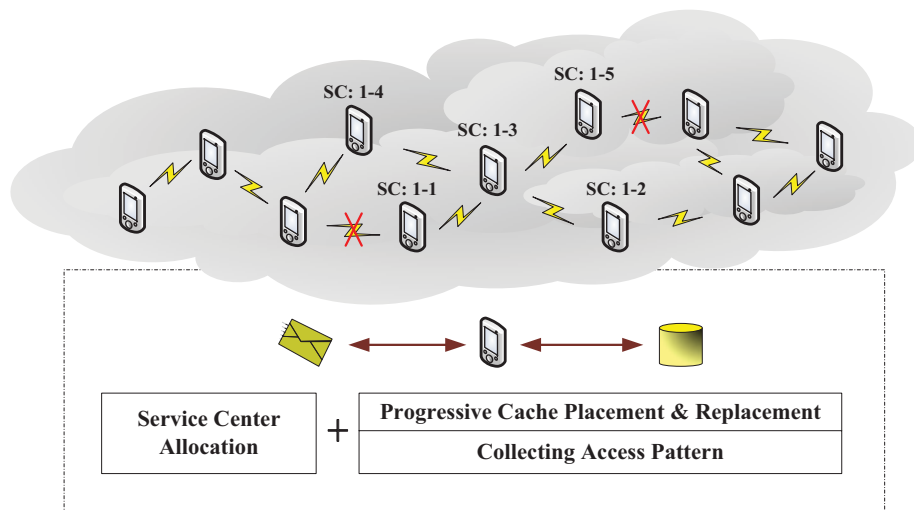 SC: 1-5
SC: 1-4
SC: 1-3
SC: 1-1
SC: 1-2
Service Center
Allocation
+
Progressive Cache Placement & Replacement
Collecting Access Pattern